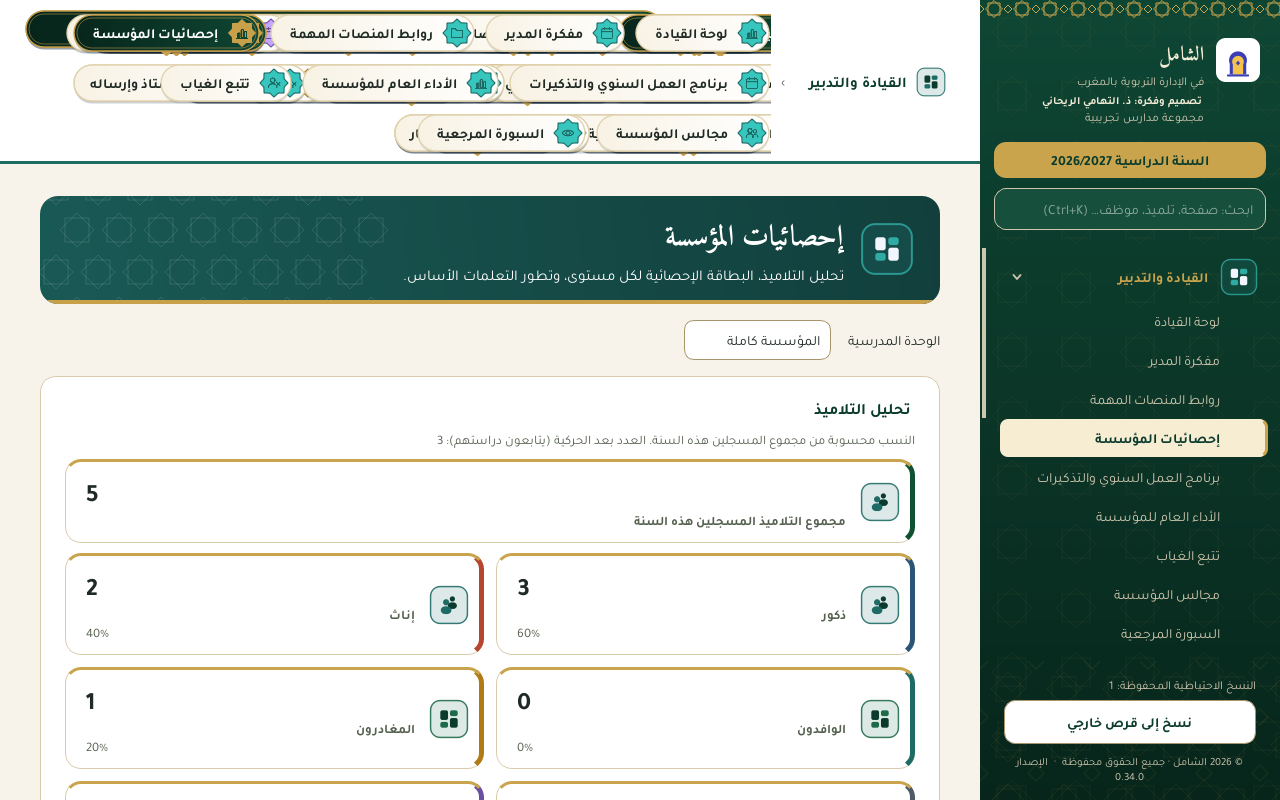 الشامل
في الإدارة التربوية بالمغرب
تصميم وفكرة: ذ. التهامي الريحاني
مجموعة مدارس تجريبية
السنة الدراسية 2026/2027
ابحث: صفحة، تلميذ، موظف… (Ctrl+K)
القيادة والتدبير
لوحة القيادة
مفكرة المدير
روابط المنصات المهمة
إحصائيات المؤسسة
برنامج العمل السنوي والتذكيرات
الأداء العام للمؤسسة
تتبع الغياب
مجالس المؤسسة
السبورة المرجعية
النسخ الاحتياطية المحفوظة: 1
نسخ إلى قرص خارجي
© 2026 الشامل · جميع الحقوق محفوظة · الإصدار
0.34.0
القيادة والتدبير ‹
لوحة القيادة
مفكرة المدير
روابط المنصات المهمة
إحصائيات المؤسسة
برنامج العمل السنوي والتذكيرات
الأداء العام للمؤسسة
تتبع الغياب
وإرساله
مجالس المؤسسة
السبورة المرجعية
إحصائيات المؤسسة
تحليل التلاميذ، البطاقة الإحصائية لكل مستوى، وتطور التعلمات الأساس.
الوحدة المدرسية
المؤسسة كاملة
تحليل التلاميذ
النسب محسوبة من مجموع المسجلين هذه السنة. العدد بعد الحركية (يتابعون دراستهم): 3
5
مجموع التلاميذ المسجلين هذه السنة
3
ذكور
60%
2
إناث
40%
0
الوافدون
0%
1
المغادرون
20%